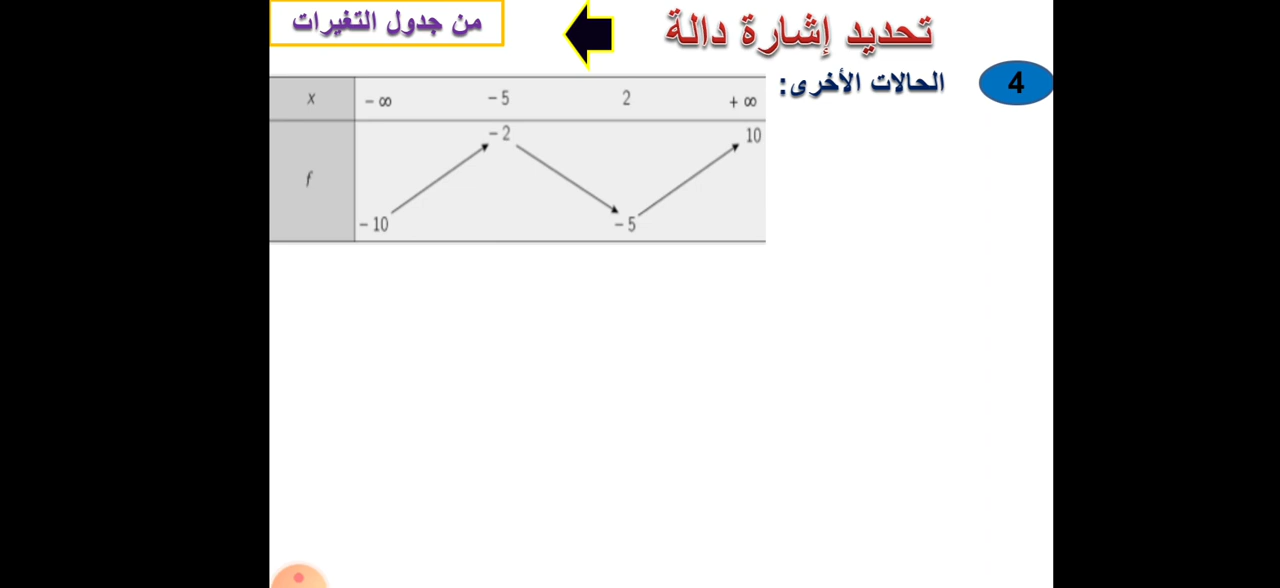 تحديد إشارة دالة
من جدول التغيرات
4
الحالات الأخرى:
x − ∞ − 5 2 + ∞
− 2 10
f
− 10 − 5